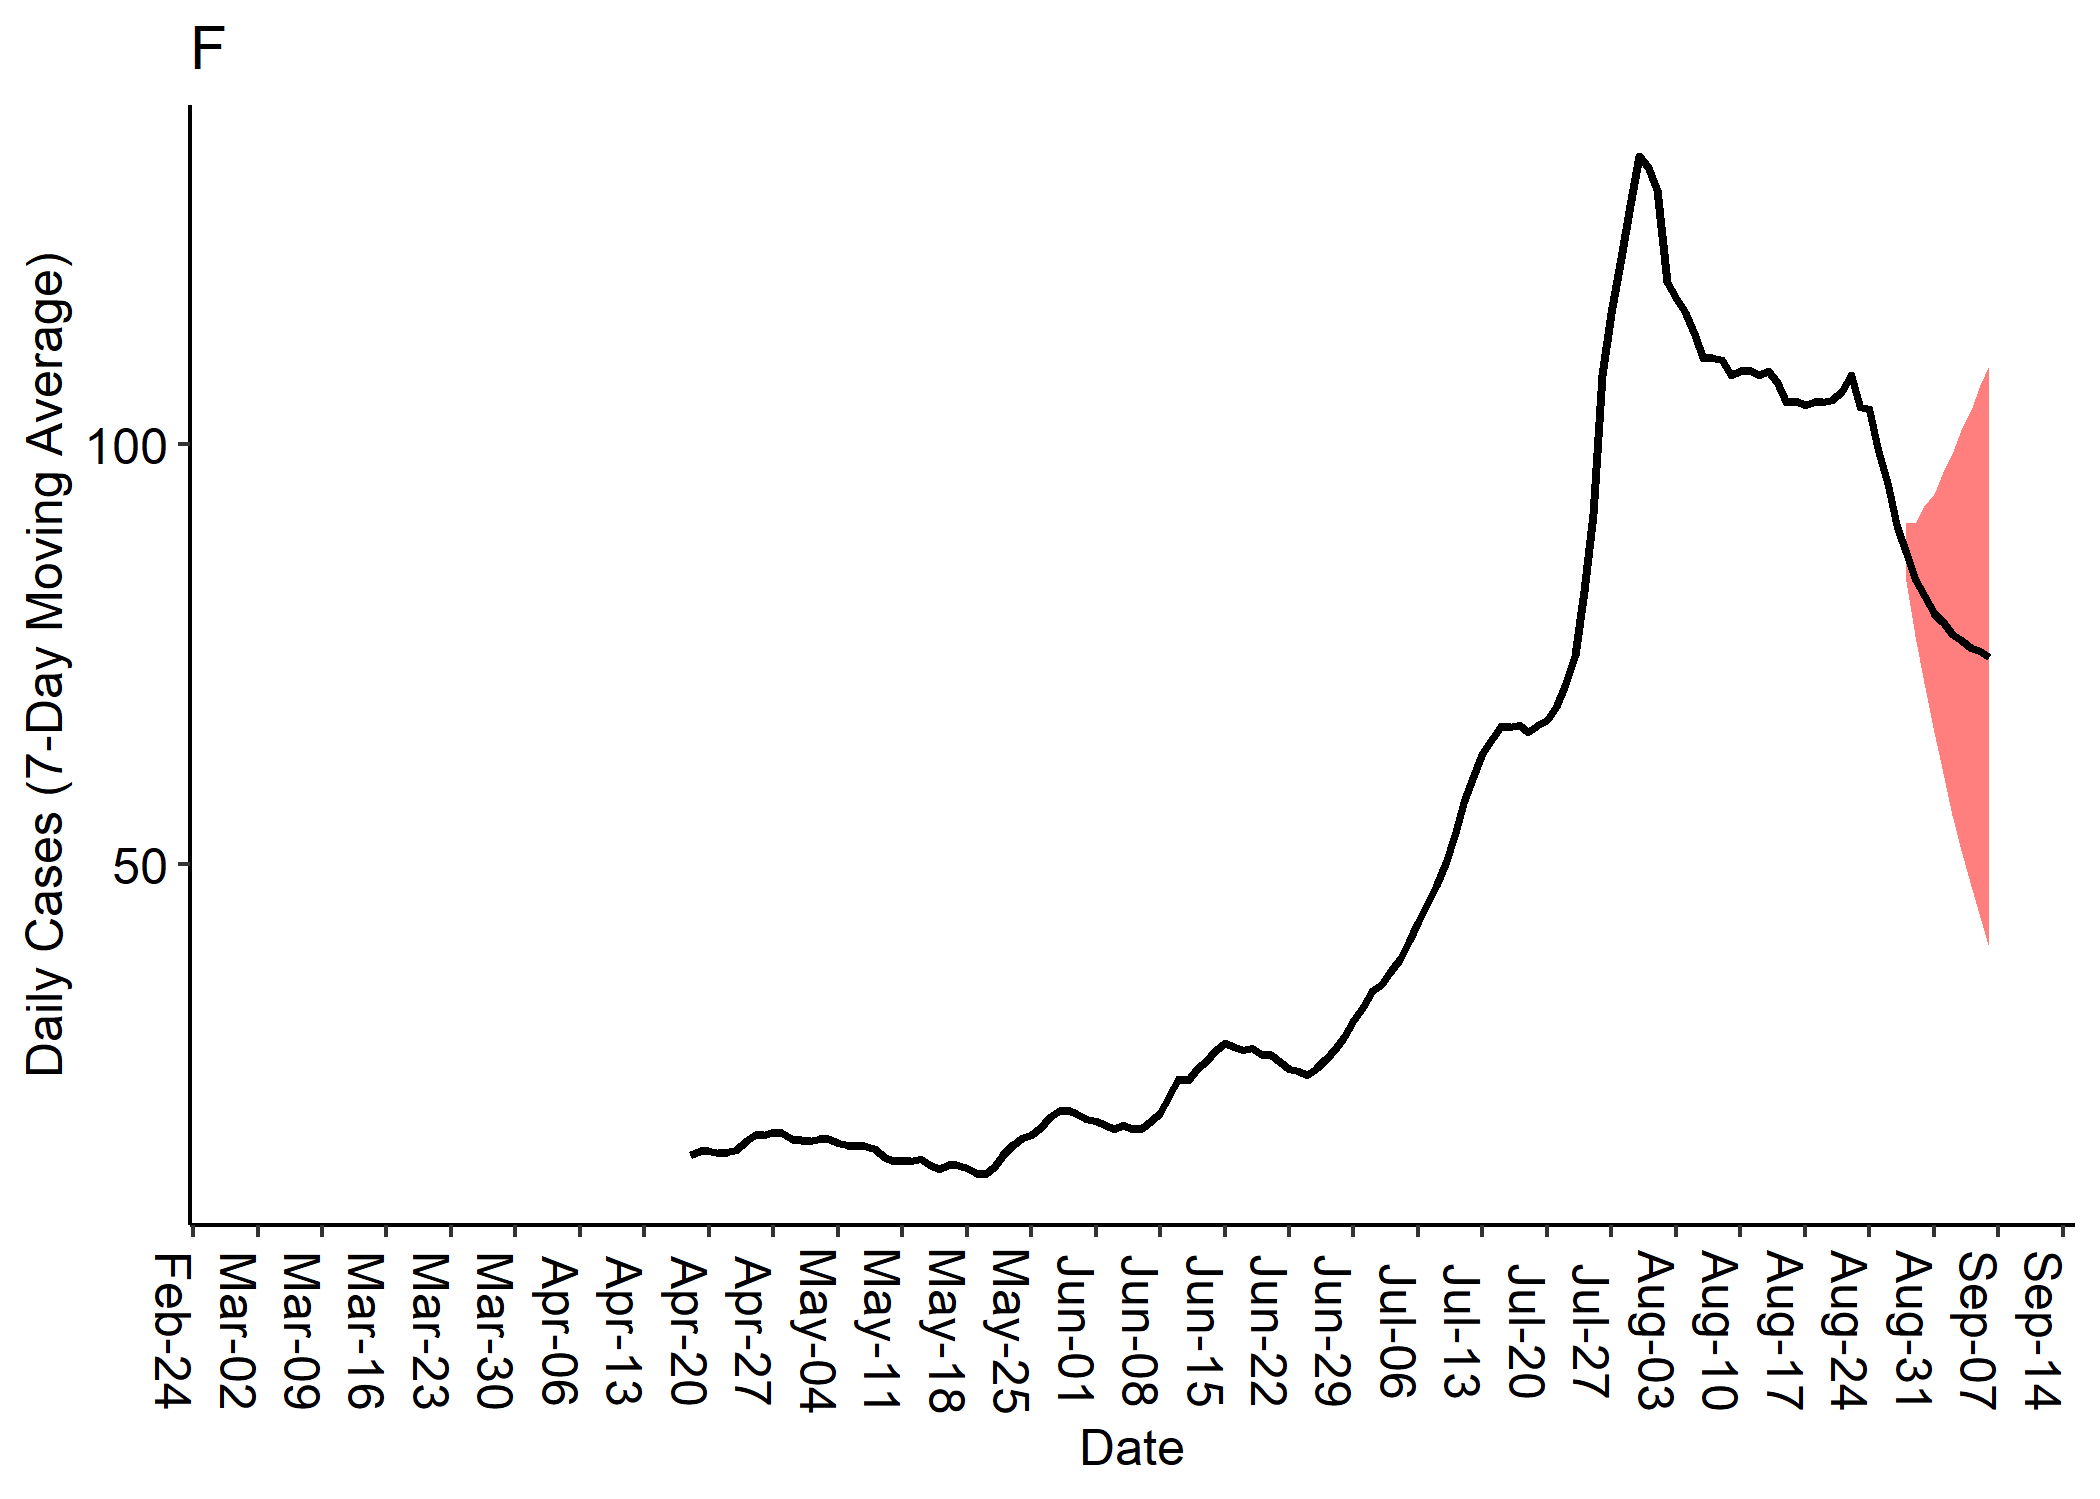 F
Daily Cases (7-Day Moving Average)
100
50
Feb-24
Mar-02
Mar-09
Mar-16
Mar-23
Mar-30
Apr-06
Apr-13
Apr-20
Apr-27
May-04
May-11
May-18
May-25
Jun-01
Jun-08
Jun-15
Jun-22
Jun-29
Jul-06
Jul-13
Jul-20
Jul-27
Aug-03
Aug-10
Aug-17
Aug-24
Aug-31
Sep-07
Sep-14
Date